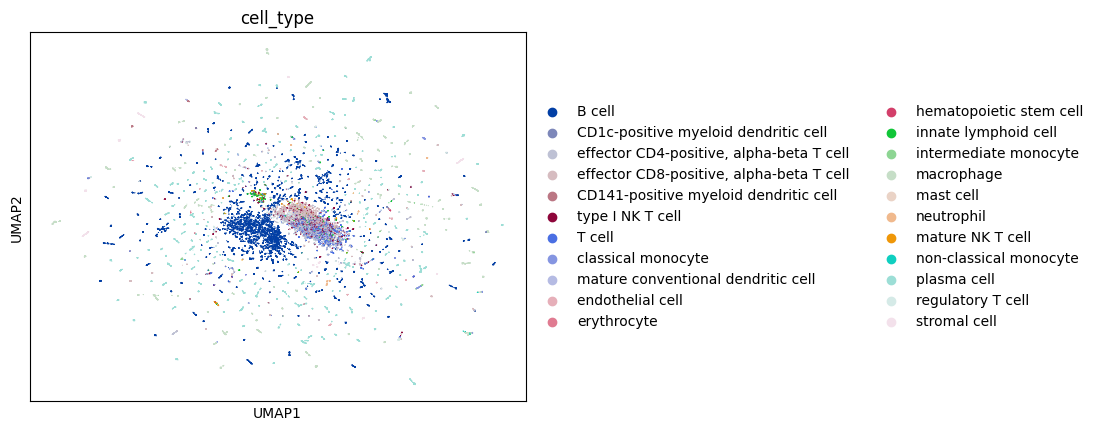 cell_type
UMAP2
UMAP1
B cell
CD1c-positive myeloid dendritic cell
effector CD4-positive, alpha-beta T cell
effector CD8-positive, alpha-beta T cell
CD141-positive myeloid dendritic cell
type I NK T cell
T cell
classical monocyte
mature conventional dendritic cell
endothelial cell
erythrocyte
hematopoietic stem cell
innate lymphoid cell
intermediate monocyte
macrophage
mast cell
neutrophil
mature NK T cell
non-classical monocyte
plasma cell
regulatory T cell
stromal cell